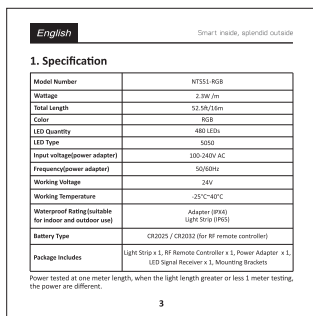 English
Smart inside, splendid outside
1. Specification
Model Number NTS51-RGB
Wattage 2.3W /m
Total Length 52.5ft/16m
Color RGB
LED Quantity 480 LEDs
LED Type 5050
Input voltage(power adapter) 100-240V AC
Frequency(power adapter) 50/60Hz
Working Voltage 24V
Working Temperature -25°C~40°C
Waterproof Rating(suitable for indoor and outdoor use) Adapter (IPX4)
Light Strip (IP65)
Battery Type CR2025 / CR2032 (for RF remote controller)
Package Includes Light Strip x 1, RF Remote Controller x 1, Power Adapter x 1,
LED Signal Receiver x 1, Mounting Brackets
Power tested at one meter length, when the light length greater or less 1 meter testing,
the power are different.
3